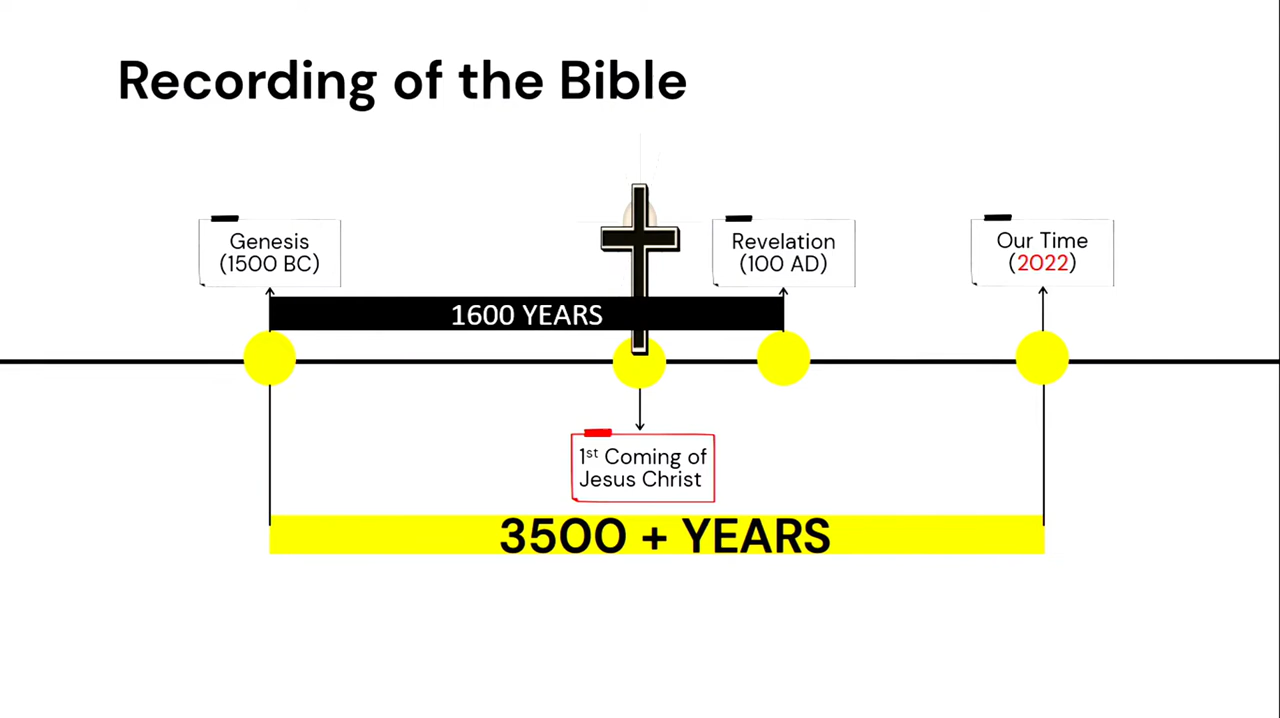 Recording of the Bible
Genesis
(1500 BC)
Revelation
(100 AD)
Our Time
(2022)
1600 YEARS
1st Coming of
Jesus Christ
3500 + YEARS